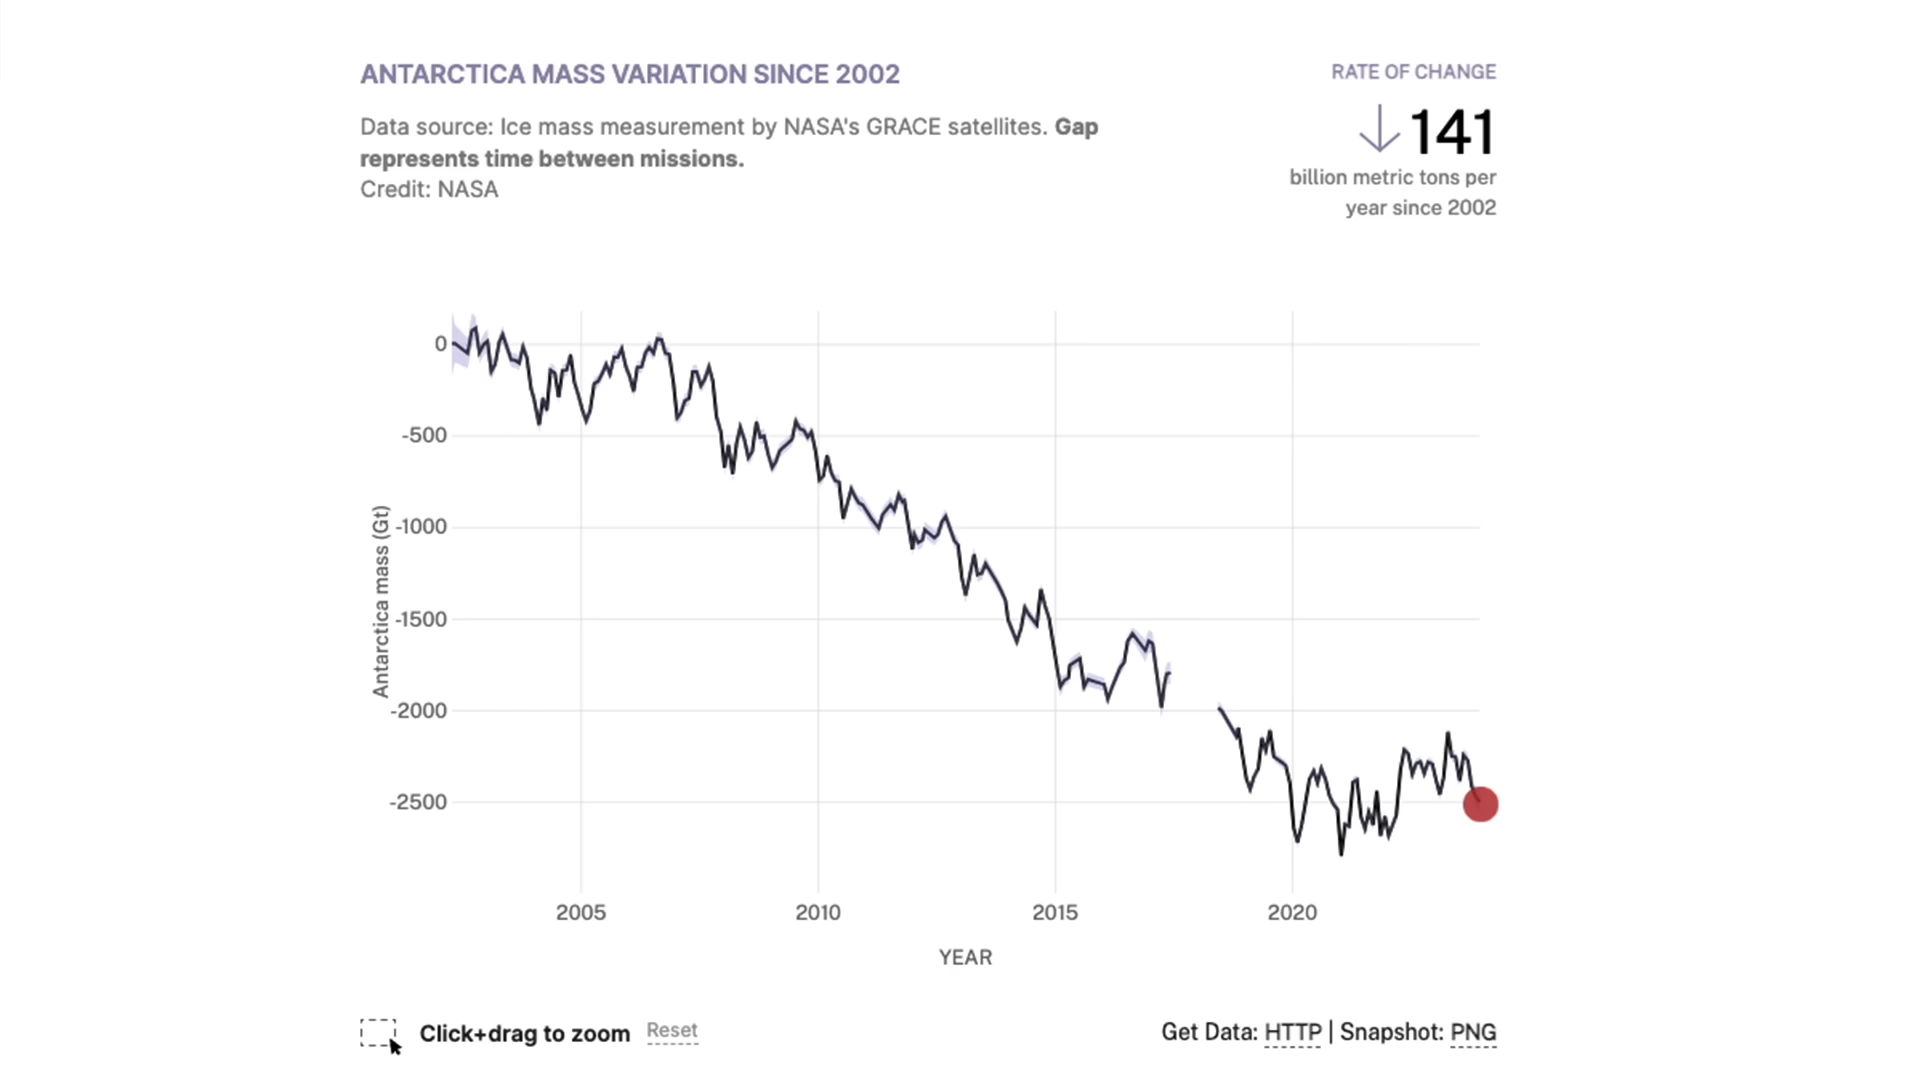 ANTARCTICA MASS VARIATION SINCE 2002
Data source: Ice mass measurement by NASA's GRACE satellites. Gap
represents time between missions.
Credit: NASA
RATE OF CHANGE
↓ 141
billion metric tons per
year since 2002
Antarctica mass (Gt)
0
-500
-1000
-1500
-2000
-2500
2005
2010
2015
2020
YEAR
Click+drag to zoom Reset
Get Data: HTTP | Snapshot: PNG